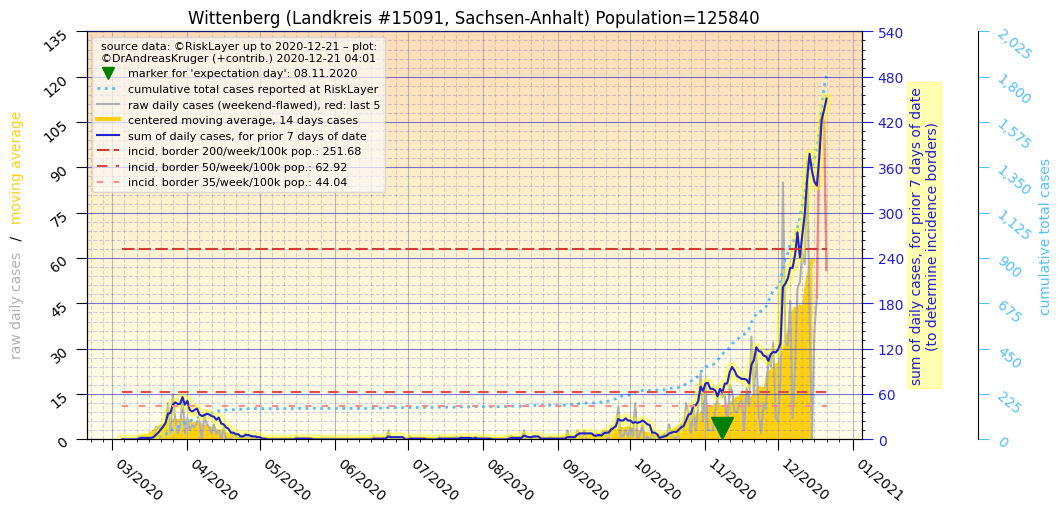 Wittenberg (Landkreis #15091, Sachsen-Anhalt) Population=125840
source data: ©RiskLayer up to 2020-12-21 – plot:
©DrAndreasKruger (+contrib.) 2020-12-21 04:01
marker for 'expectation day': 08.11.2020
cumulative total cases reported at RiskLayer
raw daily cases (weekend-flawed), red: last 5
centered moving average, 14 days cases
sum of daily cases, for prior 7 days of date
incid. border 200/week/100k pop.: 251.68
incid. border 50/week/100k pop.: 62.92
incid. border 35/week/100k pop.: 44.04
raw daily cases / moving average
135
120
105
90
75
60
45
30
15
0
03/2020
04/2020
05/2020
06/2020
07/2020
08/2020
09/2020
10/2020
11/2020
12/2020
01/2021
540
480
420
360
300
240
180
120
60
0
sum of daily cases, for prior 7 days of date
(to determine incidence borders)
2,025
1,800
1,575
1,350
1,125
900
675
450
225
0
cumulative total cases